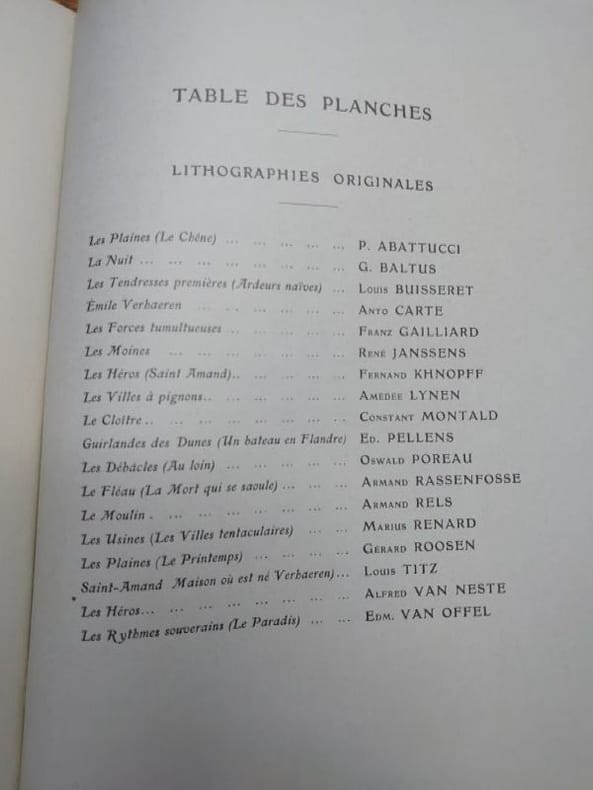 TABLE DES PLANCHES
LITHOGRAPHIES ORIGINALES
Les Plaines (Le Chêne) ... ... ... ... ... P. ABATTUCCI
La Nuit ... ... ... ... ... ... ... ... G. BALTUS
Les Tendresses premières (Ardeurs naïves) ... Louis BUISSERET
Émile Verhaeren ... ... ... ... ... ... Anto CARTE
Les Forces tumultueuses ... ... ... ... ... Franz GAILLIARD
Les Moines ... ... ... ... ... ... ... René JANSSENS
Les Héros (Saint Amand).. ... ... ... ... Fernand KHNOPFF
Les Villes à pignons.. ... ... ... ... ... Amédée LYNEN
Le Cloître .. ... ... ... ... ... ... ... Constant MONTALD
Guirlandes des Dunes (Un bateau en Flandre) Ed. PELLENS
Les Débâcles (Au loin) ... ... ... ... ... Oswald POREAU
Le Fléau (La Mort qui se saoule) ... ... ... Armand RASSENFOSSE
Le Moulin . ... ... ... ... ... ... ... Armand RELS
Les Usines (Les Villes tentaculaires) ... ... Marius RENARD
Les Plaines (Le Printemps) ... ... ... ... Gérard ROOSEN
Saint-Amand Maison où est né Verhaeren) ... Louis TITZ
Les Héros... ... ... ... ... ... ... ... Alfred VAN NESTE
Les Rythmes souverains (Le Paradis) ... ... Edm. VAN OFFEL